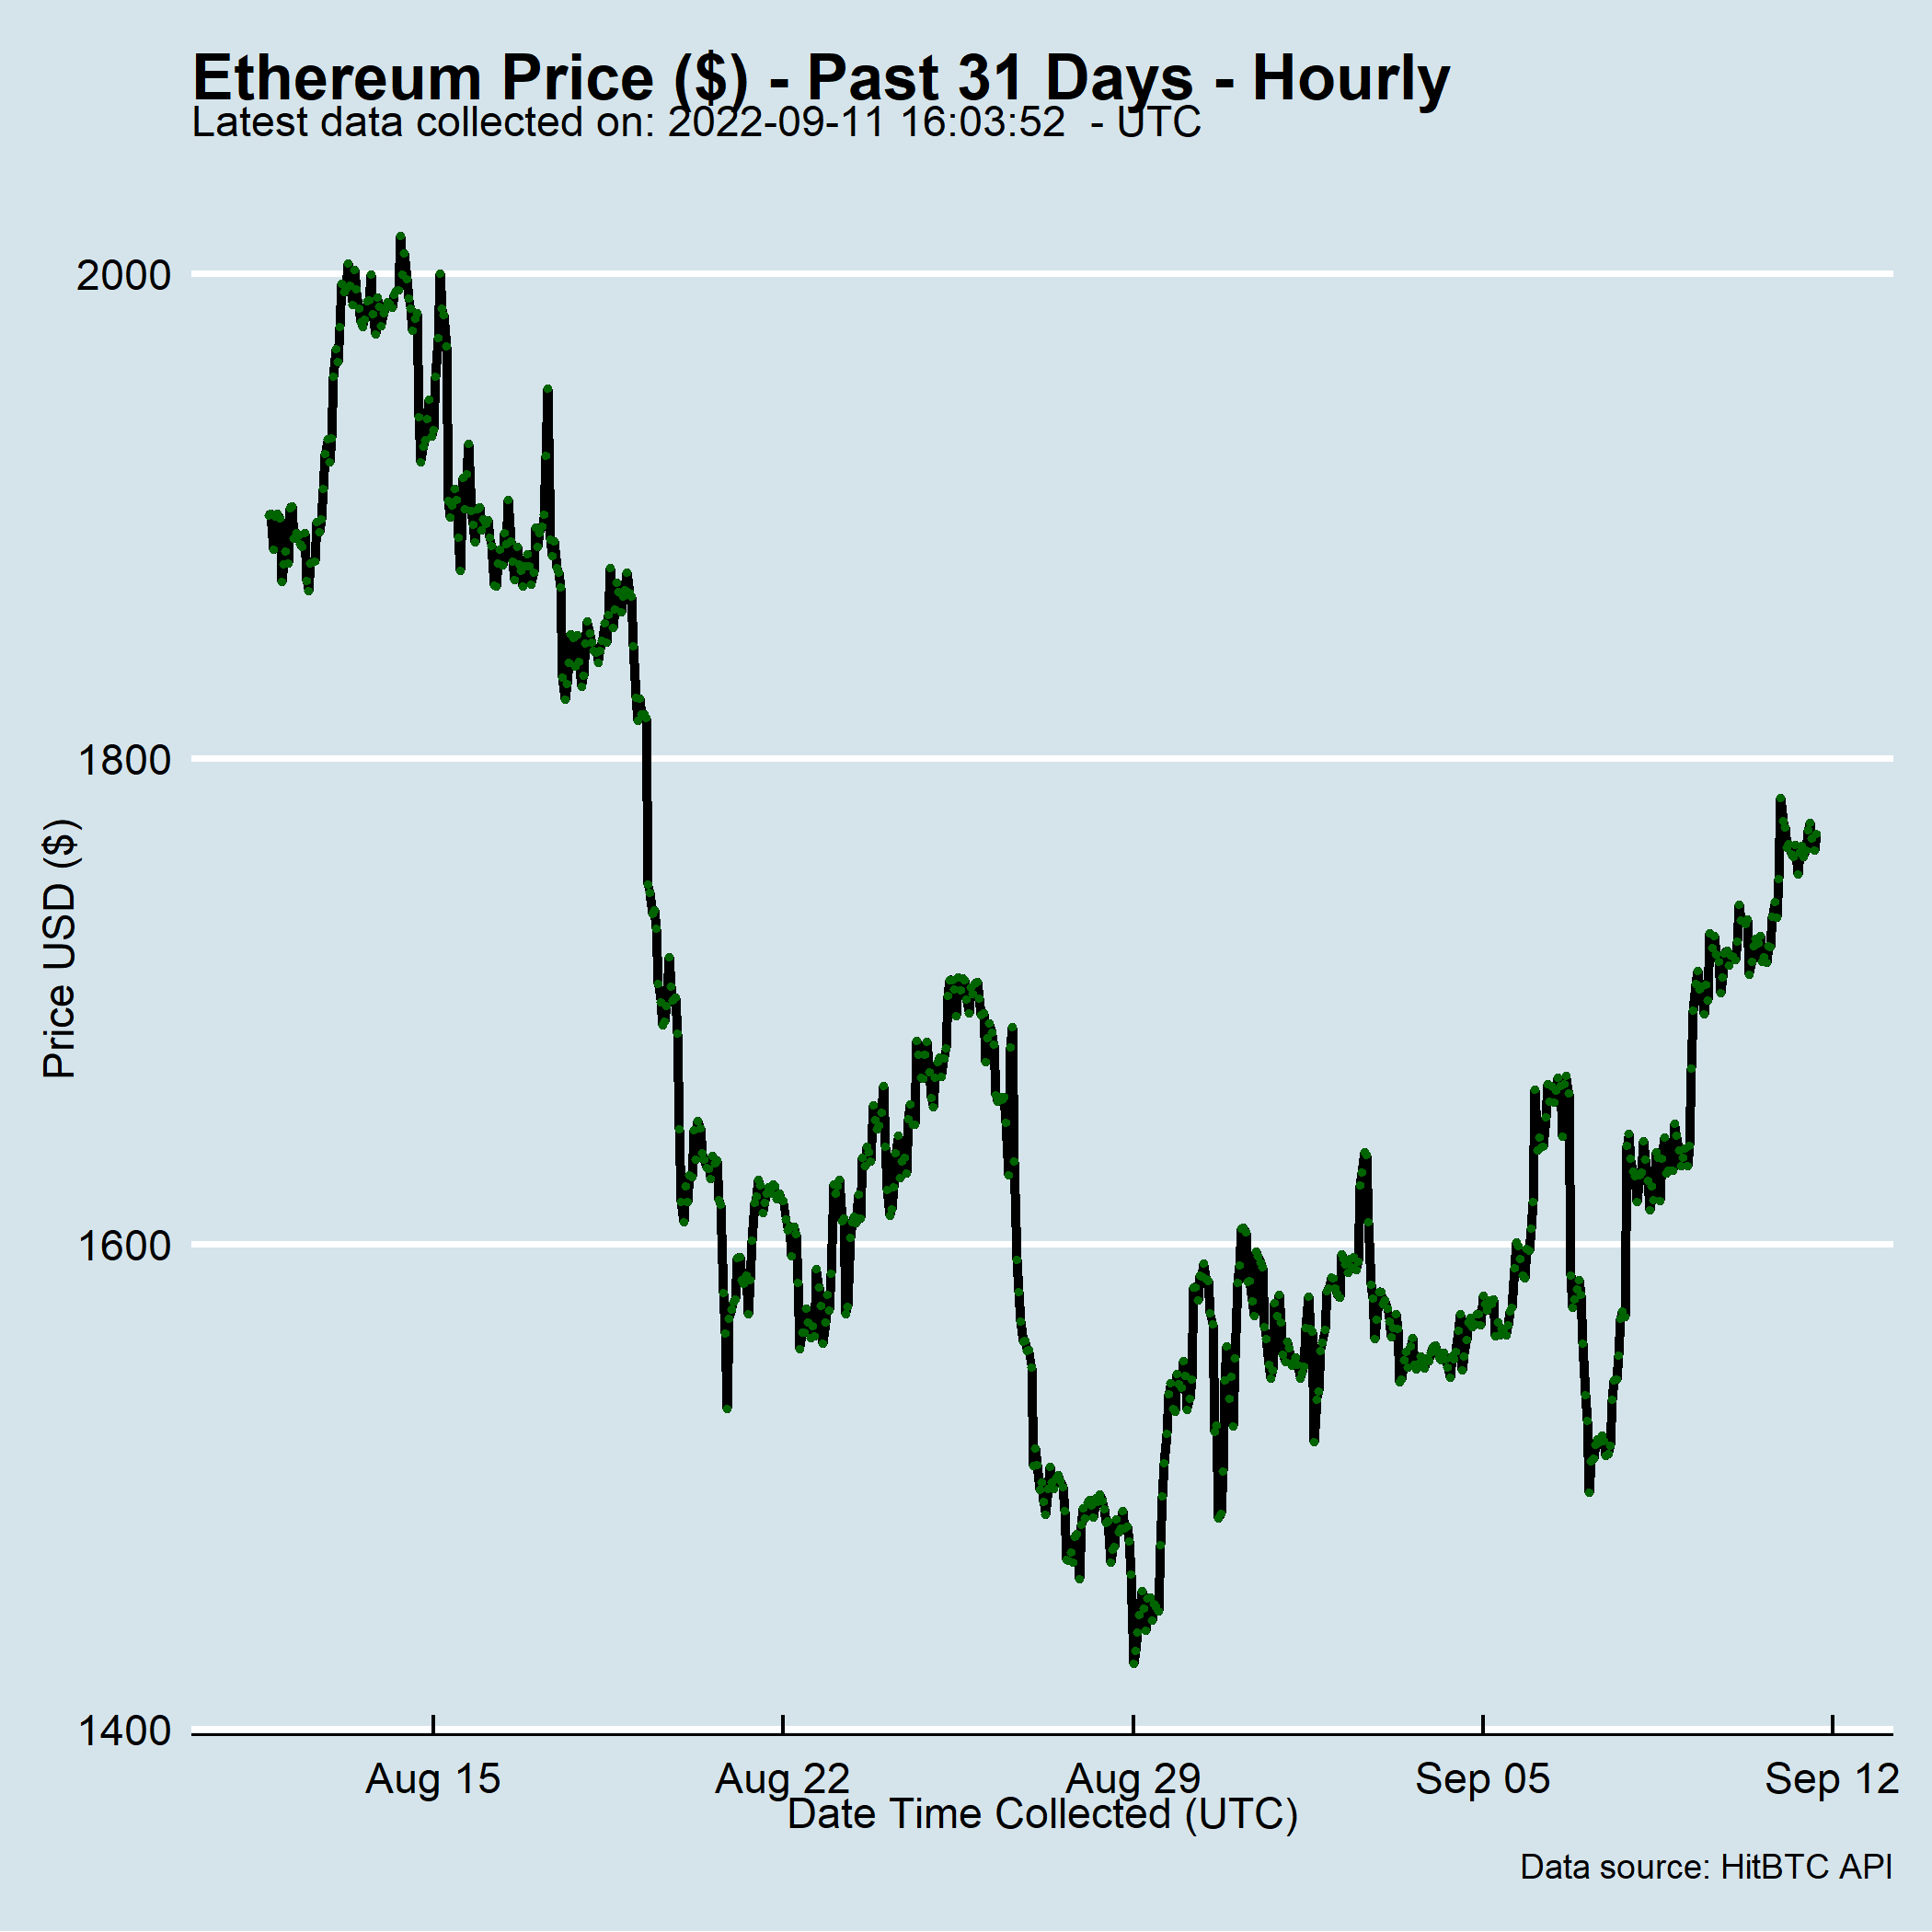 Ethereum Price ($) - Past 31 Days - Hourly
Latest data collected on: 2022-09-11 16:03:52  - UTC
2000
1800
1600
1400
Price USD ($)
Aug 15 Aug 22 Aug 29 Sep 05 Sep 12
Date Time Collected (UTC)
Data source: HitBTC API